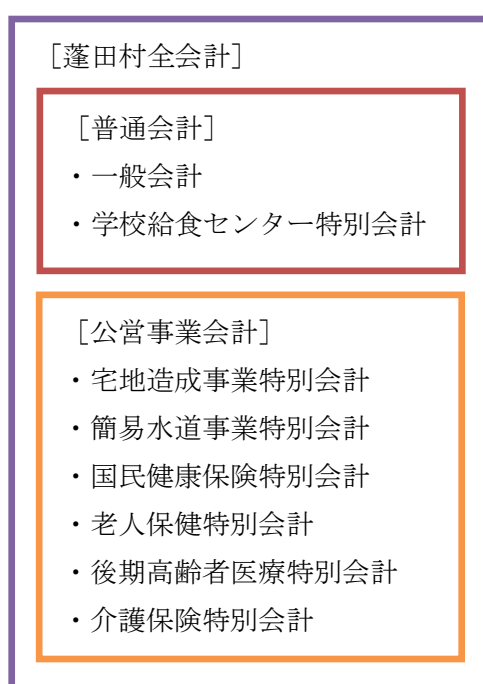 ［蓬田村全会計］
［普通会計］
・一般会計
・学校給食センター特別会計
［公営事業会計］
・宅地造成事業特別会計
・簡易水道事業特別会計
・国民健康保険特別会計
・老人保健特別会計
・後期高齢者医療特別会計
・介護保険特別会計